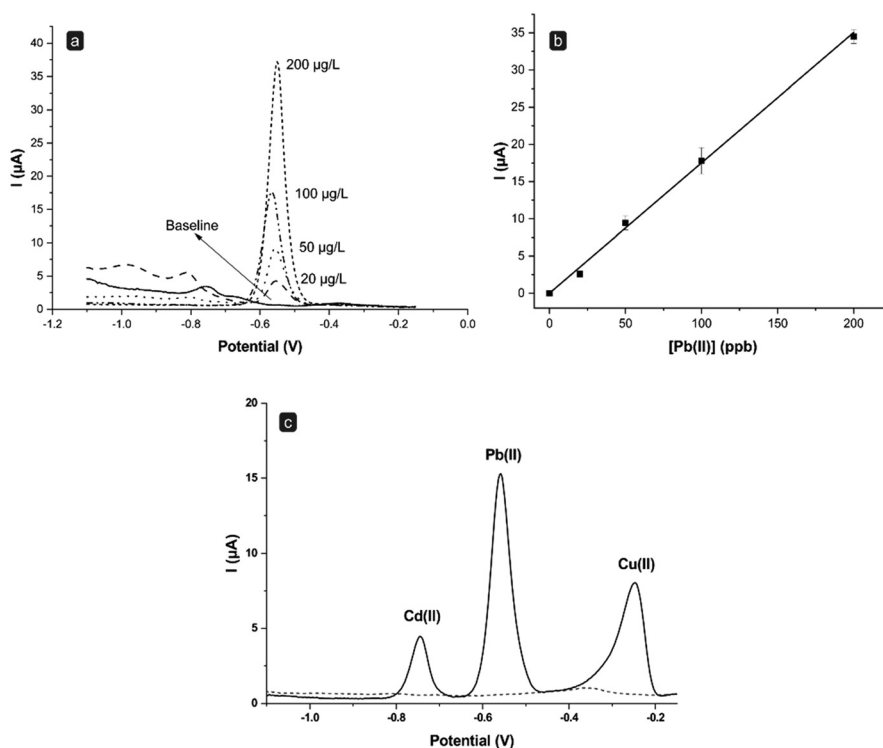 a
40
35
30
25
20
15
10
5
0
I (µA)
200 µg/L
100 µg/L
Baseline
50 µg/L
20 µg/L
-1.2
-1.0
-0.8
-0.6
-0.4
-0.2
0.0
Potential (V)
b
35
30
25
20
15
10
5
0
I (µA)
0
50
100
150
200
[Pb(II)] (ppb)
c
20
15
10
5
0
I (µA)
Pb(II)
Cu(II)
Cd(II)
-1.0
-0.8
-0.6
-0.4
-0.2
Potential (V)